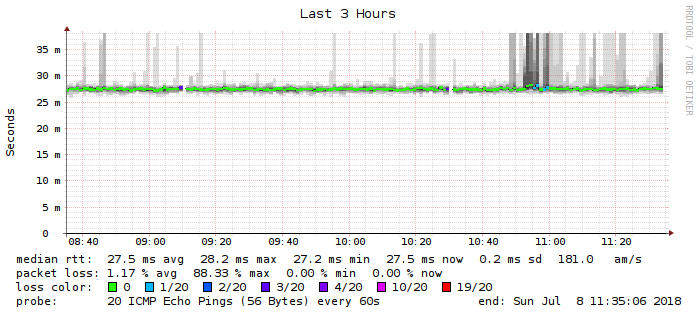 Last 3 Hours
RRDTOOL / TOBI OETIKER
Seconds
35 m
30 m
25 m
20 m
15 m
10 m
5 m
0
08:40 09:00 09:20 09:40 10:00 10:20 10:40 11:00 11:20
median rtt: 27.5 ms avg 28.2 ms max 27.2 ms min 27.5 ms now 0.2 ms sd 181.0 am/s
packet loss: 1.17 % avg 88.33 % max 0.00 % min 0.00 % now
loss color: 0 1/20 2/20 3/20 4/20 10/20 19/20
probe: 20 ICMP Echo Pings (56 Bytes) every 60s end: Sun Jul 8 11:35:06 2018